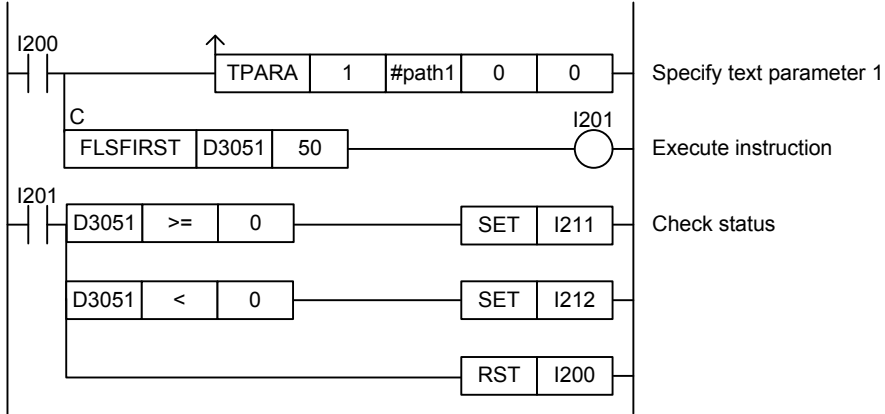 I200
TPARA 1 #path1 0 0 Specify text parameter 1
C I201
FLSFIRST D3051 50 Execute instruction
I201
D3051 >= 0 SET I211 Check status
D3051 < 0 SET I212
RST I200